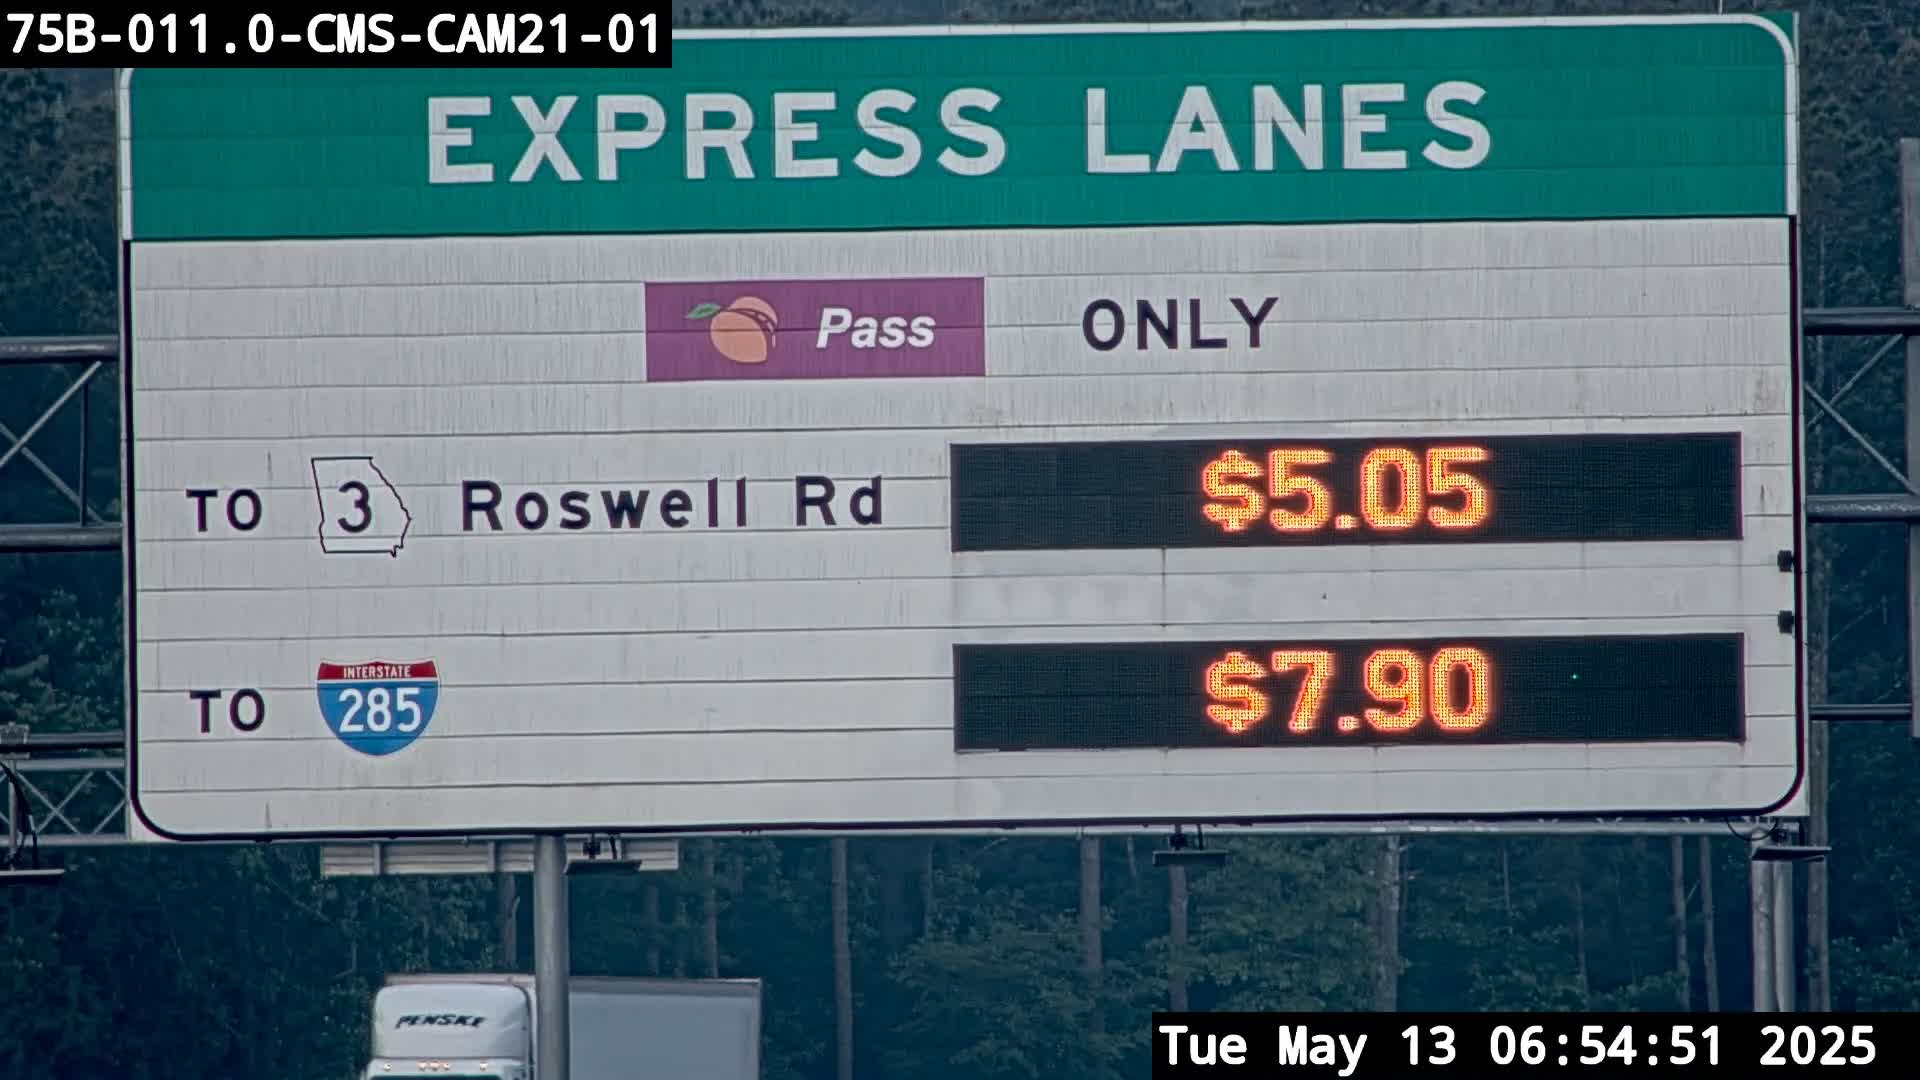 75B-011.0-CMS-CAM21-01
EXPRESS LANES
Pass ONLY
TO 3 Roswell Rd $5.05
INTERSTATE
TO 285 $7.90
PENSKE
Tue May 13 06:54:51 2025